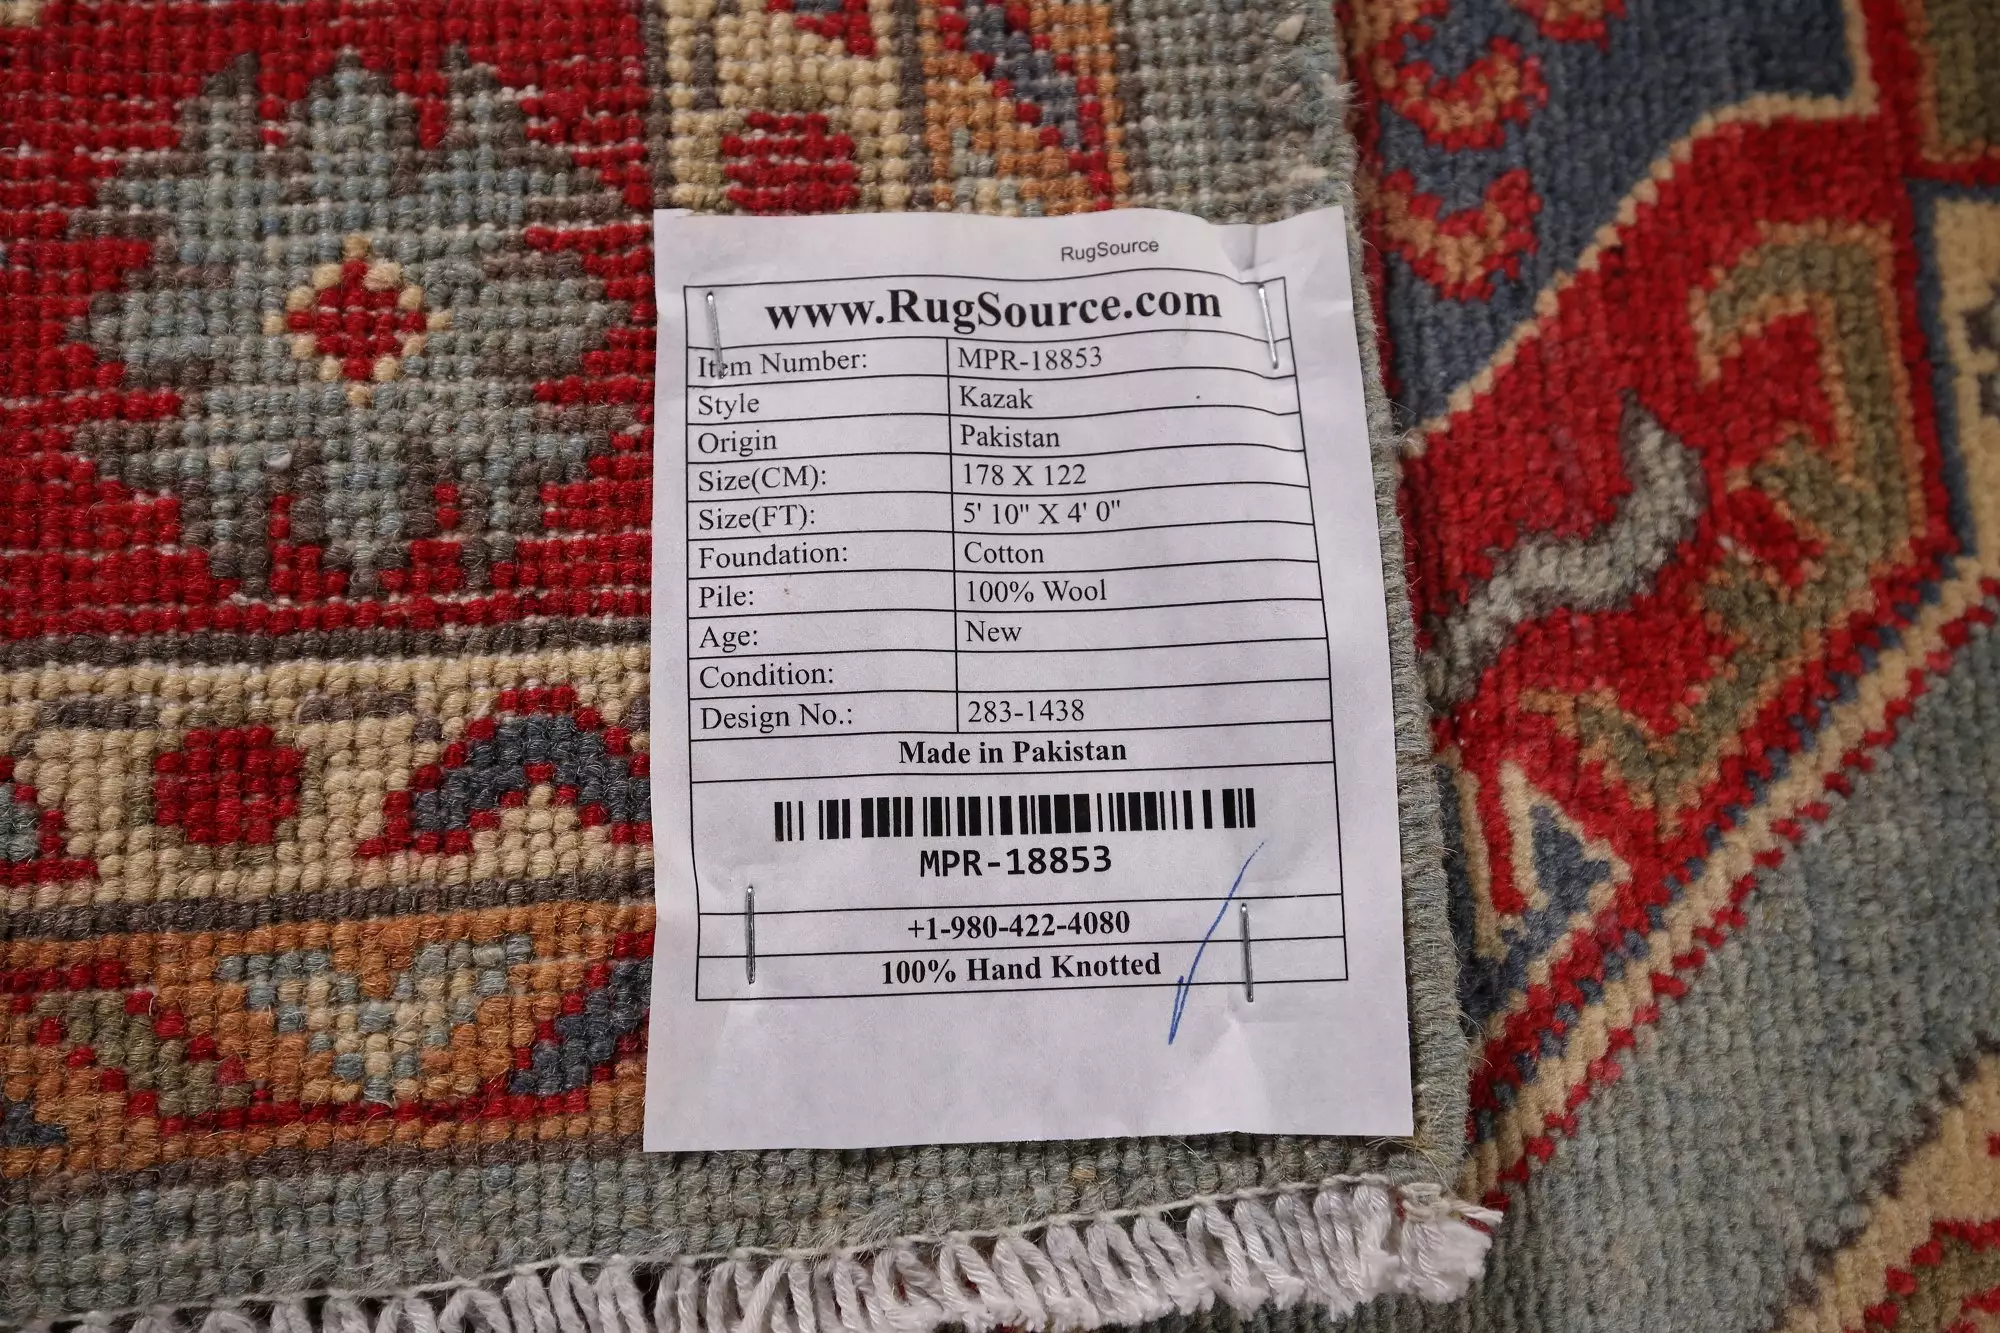 RugSource
www.RugSource.com
Item Number: MPR-18853
Style Kazak
Origin Pakistan
Size(CM): 178 X 122
Size(FT): 5' 10" X 4' 0"
Foundation: Cotton
Pile: 100% Wool
Age: New
Condition:
Design No.: 283-1438
Made in Pakistan
MPR-18853
+1-980-422-4080
100% Hand Knotted